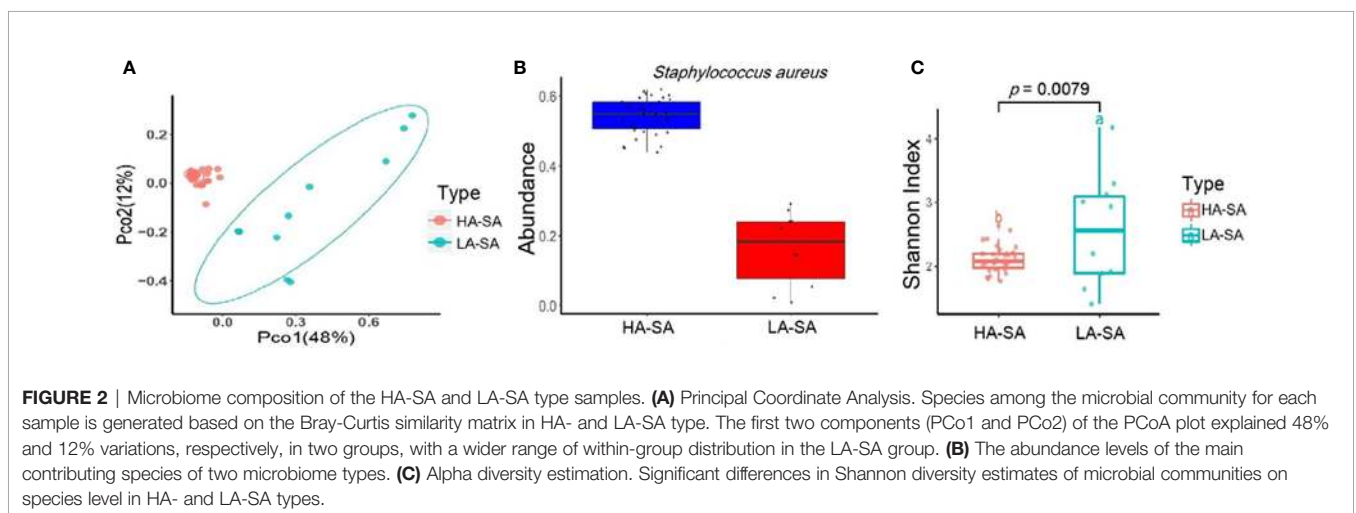 A
Pco2(12%)
0.2
0.0
-0.2
-0.4
0.0
0.3
0.6
Pco1(48%)
Type
HA-SA
LA-SA
B
Staphylococcus aureus
Abundance
0.6
0.4
0.2
0.0
HA-SA
LA-SA
C
p = 0.0079
Shannon Index
4
3
2
a
b
HA-SA
LA-SA
Type
HA-SA
LA-SA
FIGURE 2 | Microbiome composition of the HA-SA and LA-SA type samples. (A) Principal Coordinate Analysis. Species among the microbial community for each
sample is generated based on the Bray-Curtis similarity matrix in HA- and LA-SA type. The first two components (PCo1 and PCo2) of the PCoA plot explained 48%
and 12% variations, respectively, in two groups, with a wider range of within-group distribution in the LA-SA group. (B) The abundance levels of the main
contributing species of two microbiome types. (C) Alpha diversity estimation. Significant differences in Shannon diversity estimates of microbial communities on
species level in HA- and LA-SA types.